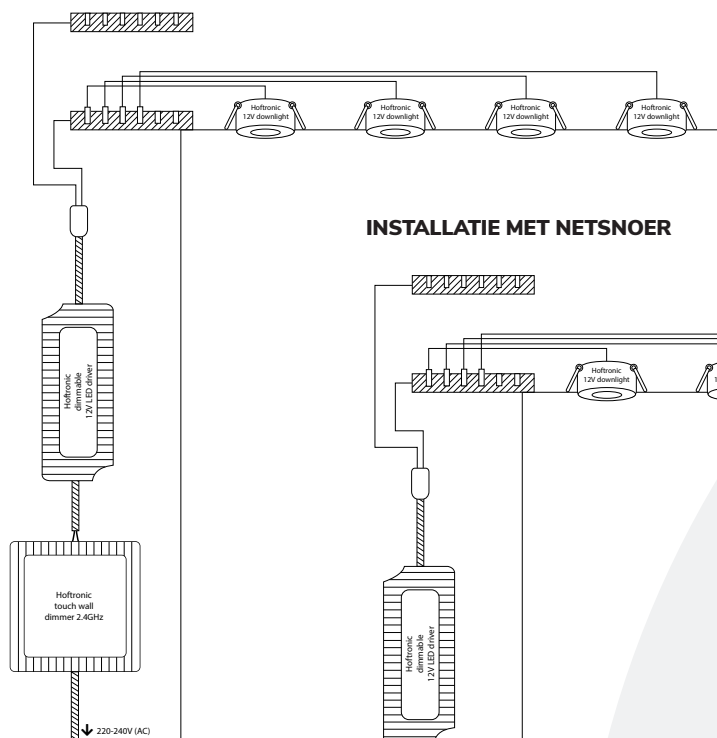 Hoftronic
12V downlight
Hoftronic
12V downlight
Hoftronic
12V downlight
Hoftronic
12V downlight
INSTALLATIE MET NETSNOER
Hoftronic
dimmable
12V LED driver
Hoftronic
12V downlight
Hoftronic
touch wall
dimmer 2.4GHz
Hoftronic
dimmable
12V LED driver
220-240V (AC)